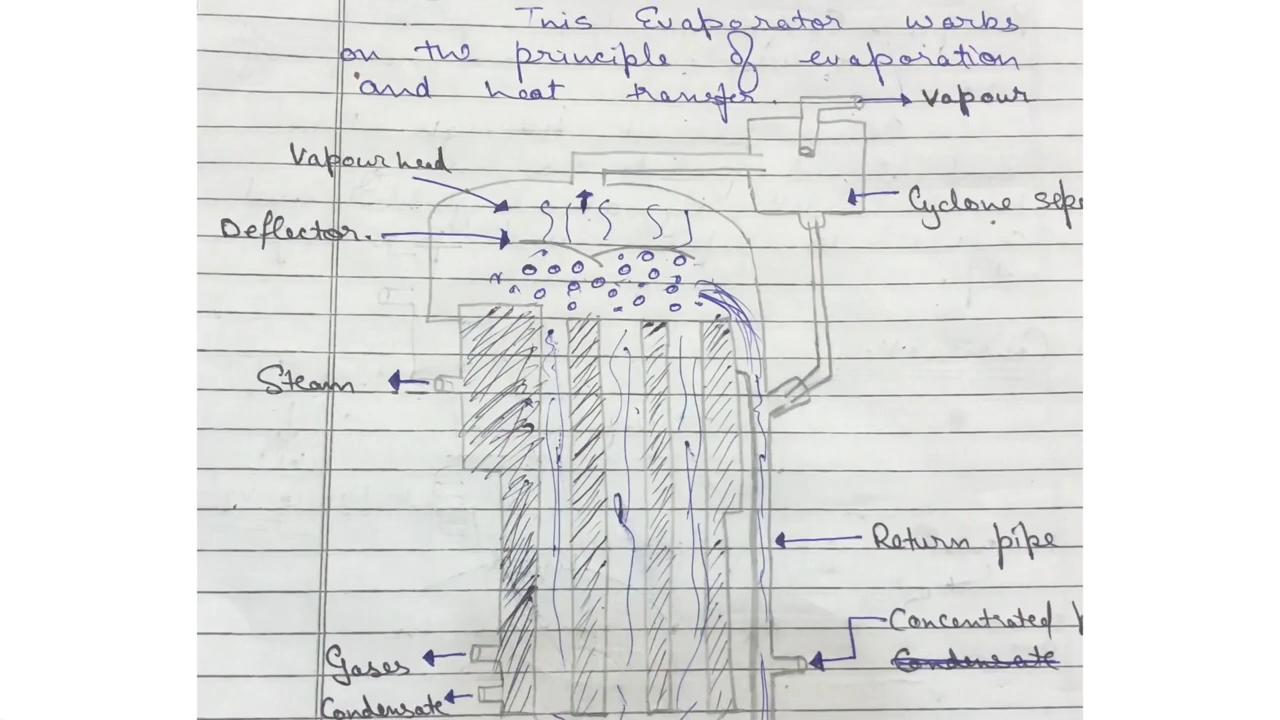 This Evaporator works
on the principle of evaporation
and heat transfer.
Vapour
Vapour head
Cyclone sepe
Deflector.
Steam
Return pipe
Concentrated
Condensate
Gases
Condensate